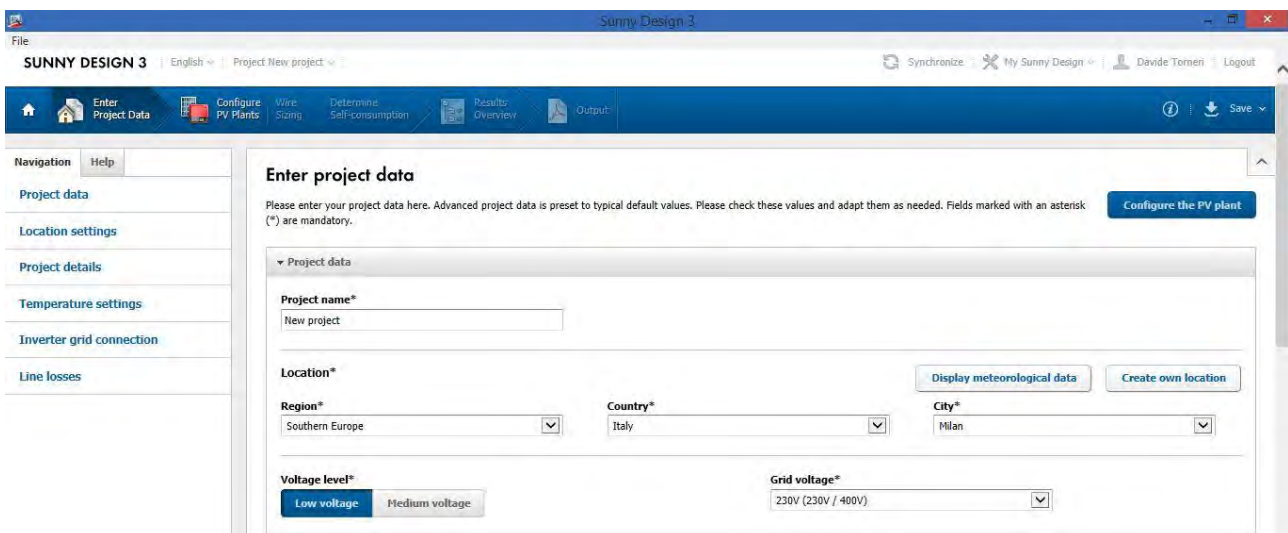 Sunny Design 3
File
SUNNY DESIGN 3 English Project New project Synchronize My Sunny Design Davide Tomeri Logout
Enter Project Data
Configure PV Plants
Wire Sizing
Determine Self-consumption
Results Overview
Output
Save
Navigation Help
Project data
Location settings
Project details
Temperature settings
Inverter grid connection
Line losses
Enter project data
Please enter your project data here. Advanced project data is preset to typical default values. Please check these values and adapt them as needed. Fields marked with an asterisk
(*) are mandatory.
Configure the PV plant
Project data
Project name*
New project
Location*
Display meteorological data Create own location
Region* Country* City*
Southern Europe Italy Milan
Voltage level* Grid voltage*
Low voltage Medium voltage 230V (230V / 400V)